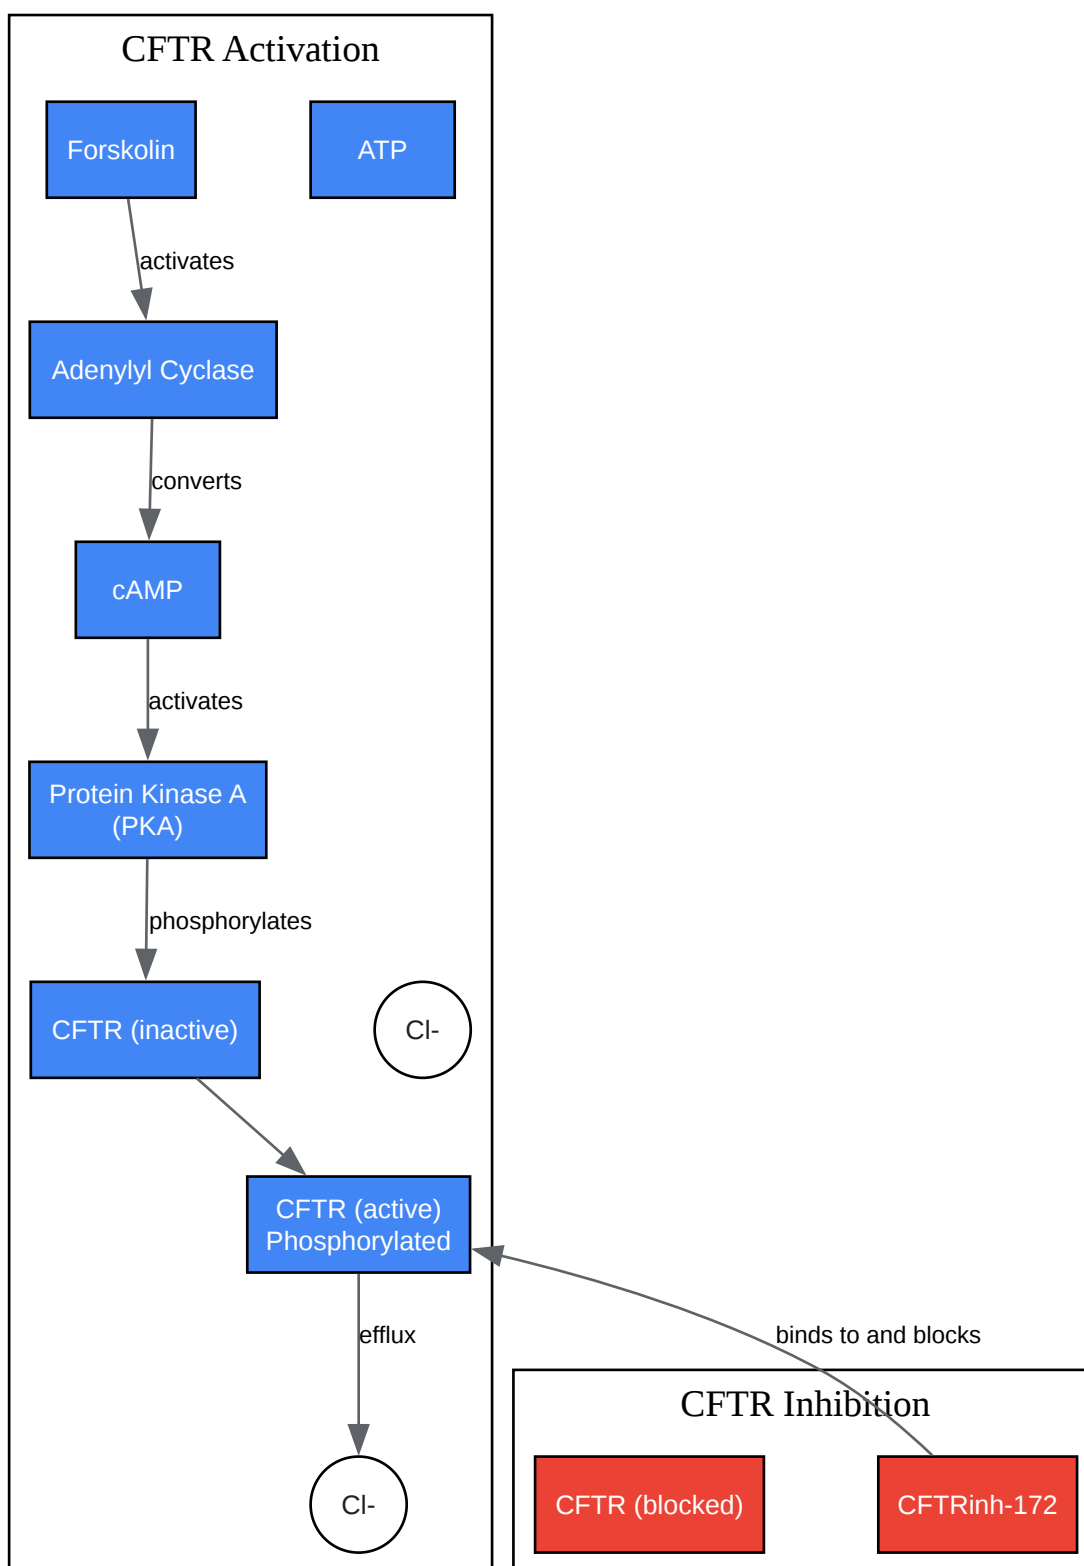 CFTR Activation
Forskolin
ATP
activates
Adenylyl Cyclase
converts
cAMP
activates
Protein Kinase A
(PKA)
phosphorylates
CFTR (inactive)
Cl-
CFTR (active)
Phosphorylated
efflux
Cl-
binds to and blocks
CFTR Inhibition
CFTR (blocked)
CFTRinh-172